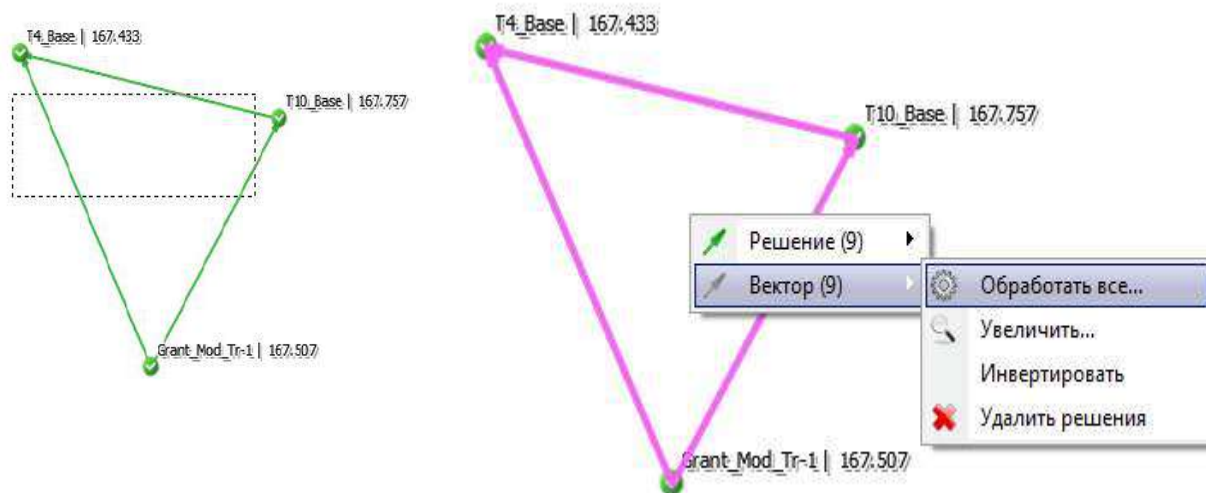 T4_Base | 167.433
T10_Base | 167.757
Grant_Mod_Tr-1 | 167.507
T4_Base | 167.433
T10_Base | 167.757
Решение (9)
Вектор (9)
Обработать все...
Увеличить...
Инвертировать
Удалить решения
Grant_Mod_Tr-1 | 167.507